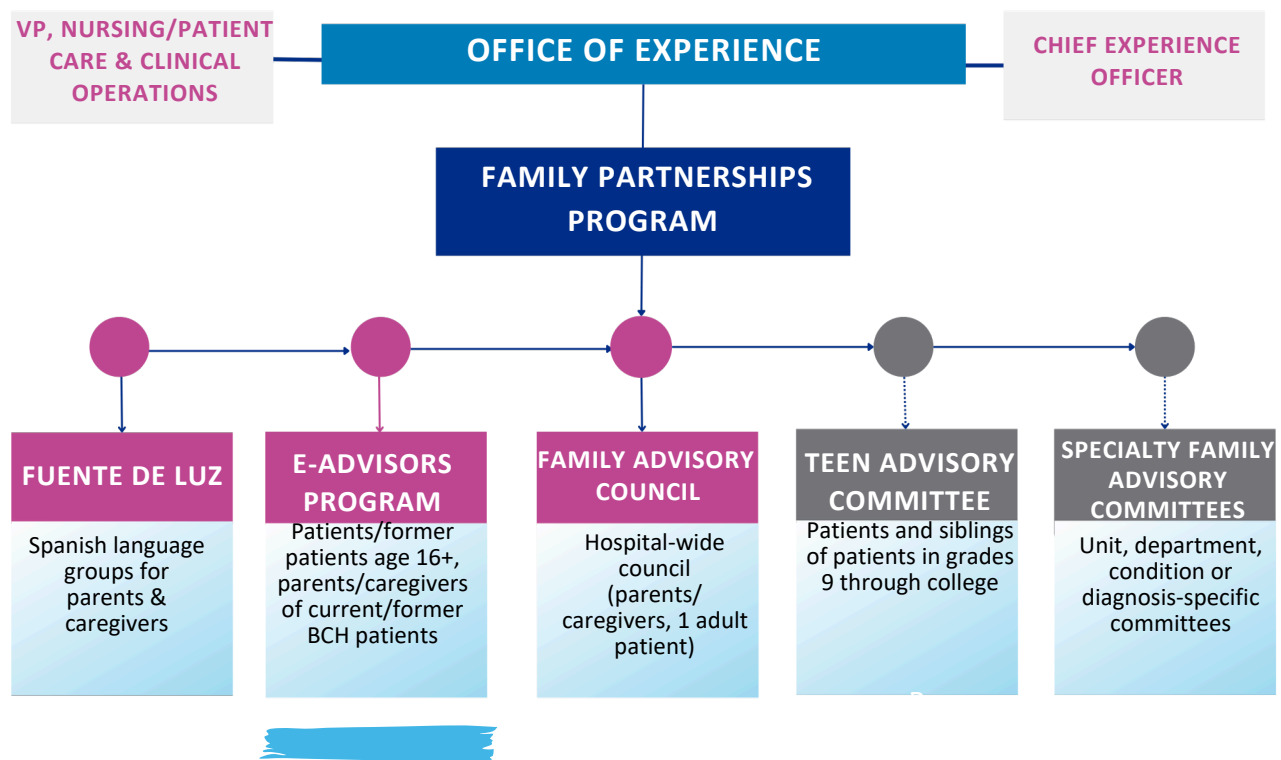 VP, NURSING/PATIENT
CARE & CLINICAL
OPERATIONS
OFFICE OF EXPERIENCE
CHIEF EXPERIENCE
OFFICER
FAMILY PARTNERSHIPS
PROGRAM
FUENTE DE LUZ
Spanish language
groups for
parents &
caregivers
E-ADVISORS
PROGRAM
Patients/former
patients age 16+,
parents/caregivers
of current/former
BCH patients
FAMILY ADVISORY
COUNCIL
Hospital-wide
council
(parents/
caregivers, 1 adult
patient)
TEEN ADVISORY
COMMITTEE
Patients and siblings
of patients in grades
9 through college
SPECIALTY FAMILY
ADVISORY
COMMITTEES
Unit, department,
condition or
diagnosis-specific
committees